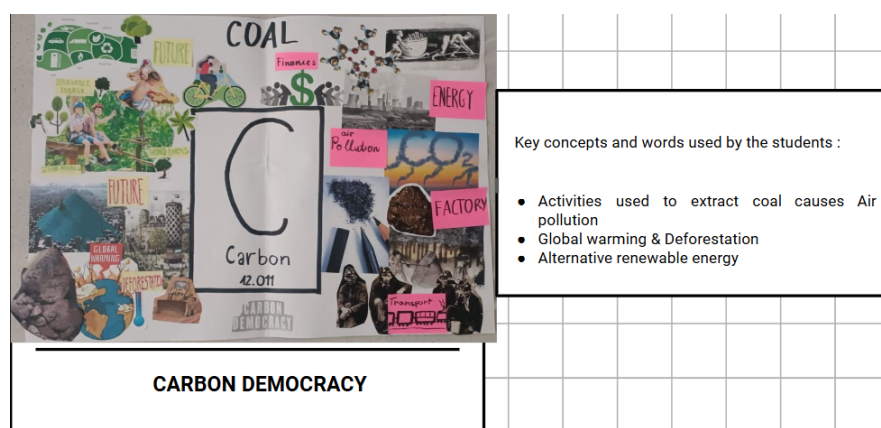 COAL
FUTURE
Finances
ENERGY
RENEWABLE
ENERGY
air
Pollution
CO2
C
FUTURE
FACTORY
Carbon
12.011
GLOBAL
WARMING
DEFORESTATION
Transport
CARBON
DEMOCRACY
CARBON DEMOCRACY
Key concepts and words used by the students :
● Activities used to extract coal causes Air
pollution
● Global warming & Deforestation
● Alternative renewable energy